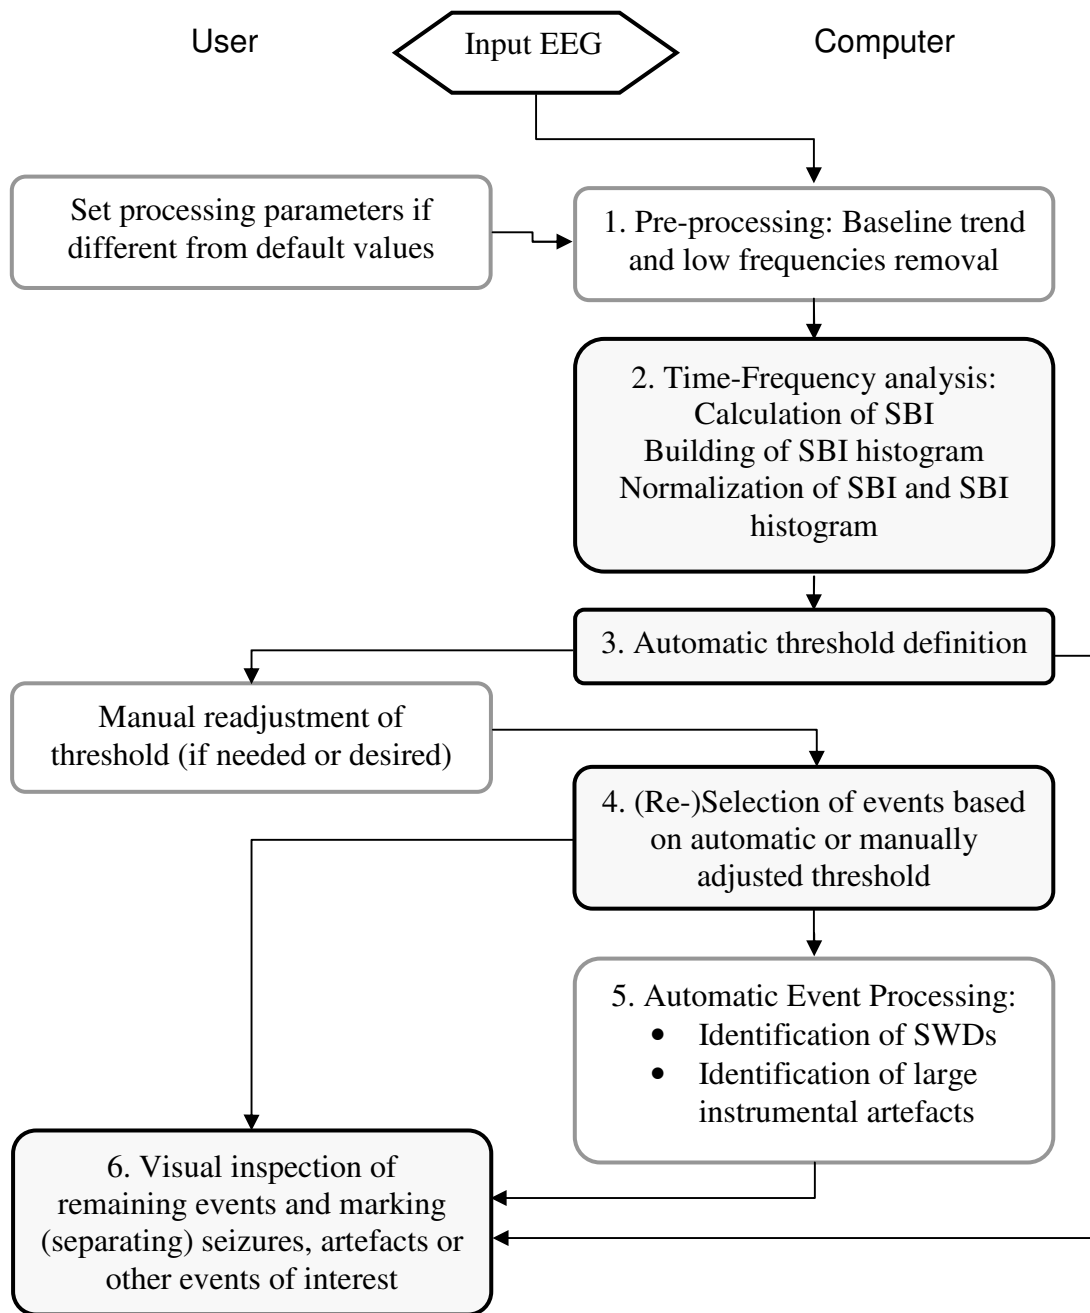 User
Input EEG
Computer
Set processing parameters if
different from default values
1. Pre-processing: Baseline trend
and low frequencies removal
2. Time-Frequency analysis:
Calculation of SBI
Building of SBI histogram
Normalization of SBI and SBI
histogram
3. Automatic threshold definition
Manual readjustment of
threshold (if needed or desired)
4. (Re-)Selection of events based
on automatic or manually
adjusted threshold
5. Automatic Event Processing:
• Identification of SWDs
• Identification of large
instrumental artefacts
6. Visual inspection of
remaining events and marking
(separating) seizures, artefacts or
other events of interest